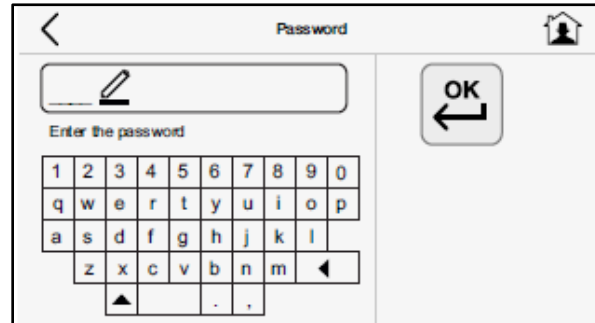 Password
OK
Enter the password
1 2 3 4 5 6 7 8 9 0
q w e r t y u i o p
a s d f g h j k l
z x c v b n m
. ,